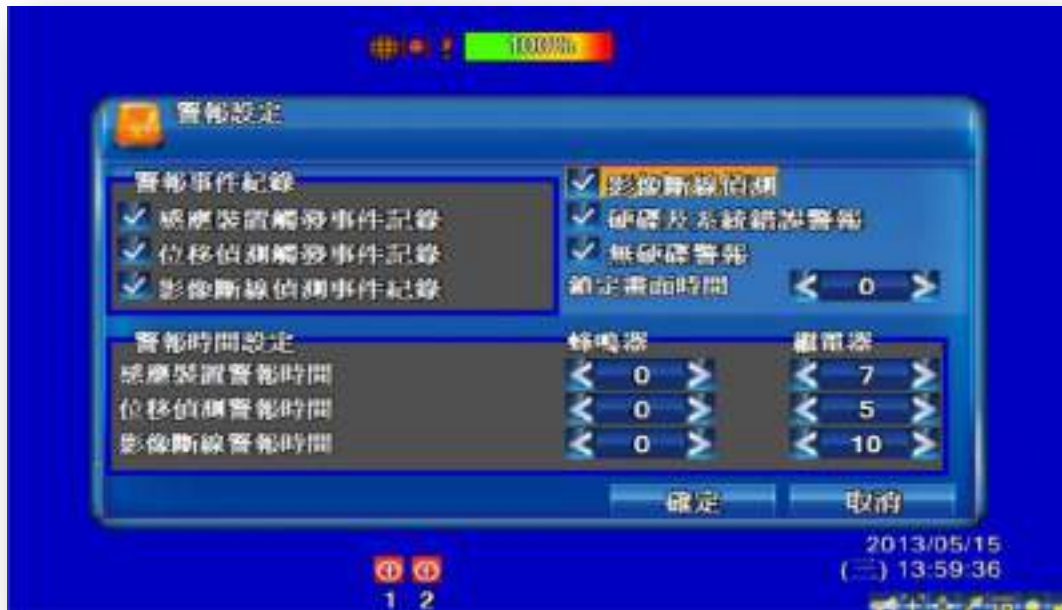 100%
警報設定
警報事件紀錄
感應裝置觸發事件記錄
位移偵測觸發事件記錄
影像斷線偵測事件紀錄
影像斷線偵測
硬碟及系統錯誤警報
無硬碟警報
鎖定畫面時間 0
警報時間設定 蜂鳴器 繼電器
感應裝置警報時間 0 7
位移偵測警報時間 0 5
影像斷線警報時間 0 10
確定 取消
2013/05/15
(三) 13:59:36
1 2